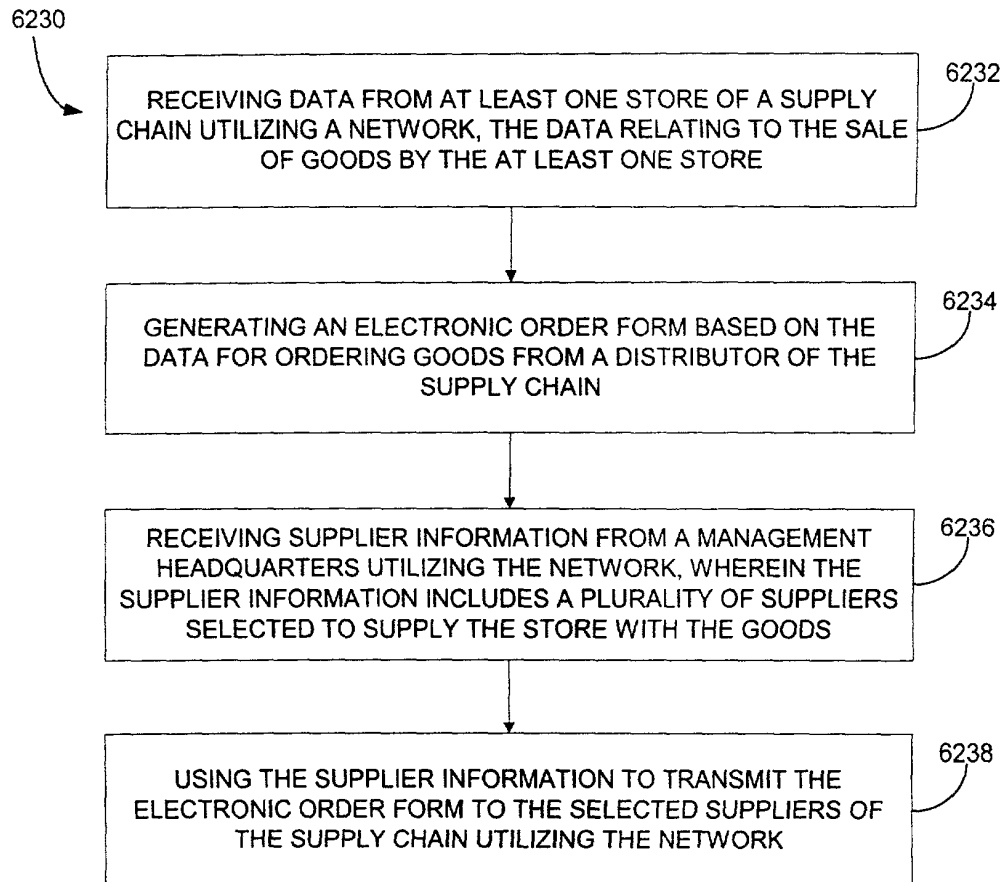 6230
6232
RECEIVING DATA FROM AT LEAST ONE STORE OF A SUPPLY
CHAIN UTILIZING A NETWORK, THE DATA RELATING TO THE SALE
OF GOODS BY THE AT LEAST ONE STORE
6234
GENERATING AN ELECTRONIC ORDER FORM BASED ON THE
DATA FOR ORDERING GOODS FROM A DISTRIBUTOR OF THE
SUPPLY CHAIN
6236
RECEIVING SUPPLIER INFORMATION FROM A MANAGEMENT
HEADQUARTERS UTILIZING THE NETWORK, WHEREIN THE
SUPPLIER INFORMATION INCLUDES A PLURALITY OF SUPPLIERS
SELECTED TO SUPPLY THE STORE WITH THE GOODS
6238
USING THE SUPPLIER INFORMATION TO TRANSMIT THE
ELECTRONIC ORDER FORM TO THE SELECTED SUPPLIERS OF
THE SUPPLY CHAIN UTILIZING THE NETWORK